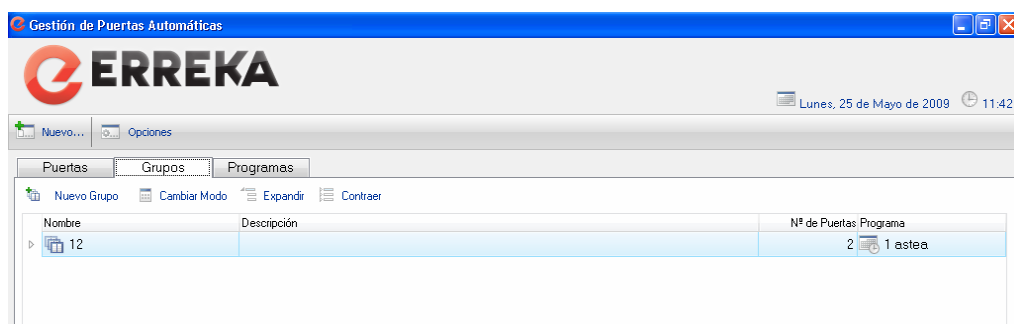 Gestión de Puertas Automáticas
ERREKA
Lunes, 25 de Mayo de 2009 11:42
Nuevo... Opciones
Puertas Grupos Programas
Nuevo Grupo Cambiar Modo Expandir Contraer
Nombre Descripción Nº de Puertas Programa
12 2 1 astea